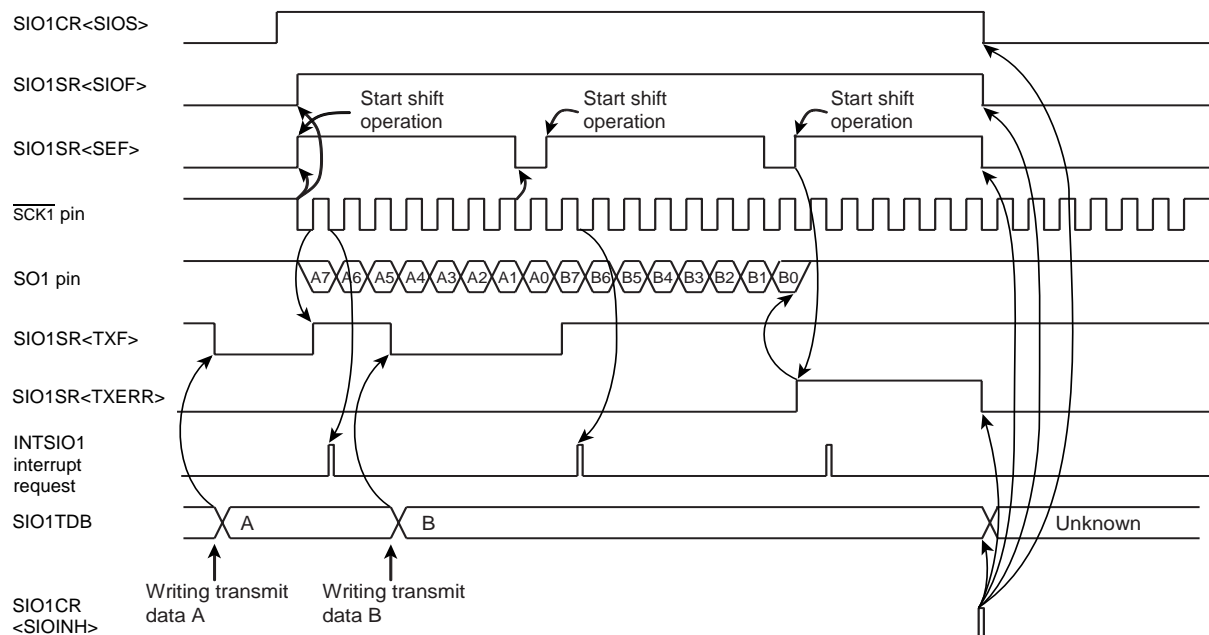 SIO1CR<SIOS>
SIO1SR<SIOF>
Start shift
operation
Start shift
operation
Start shift
operation
SIO1SR<SEF>
SCK1 pin
SO1 pin
A7 A6 A5 A4 A3 A2 A1 A0 B7 B6 B5 B4 B3 B2 B1 B0
SIO1SR<TXF>
SIO1SR<TXERR>
INTSIO1
interrupt
request
SIO1TDB
A
B
Unknown
Writing transmit
data A
Writing transmit
data B
SIO1CR
<SIOINH>